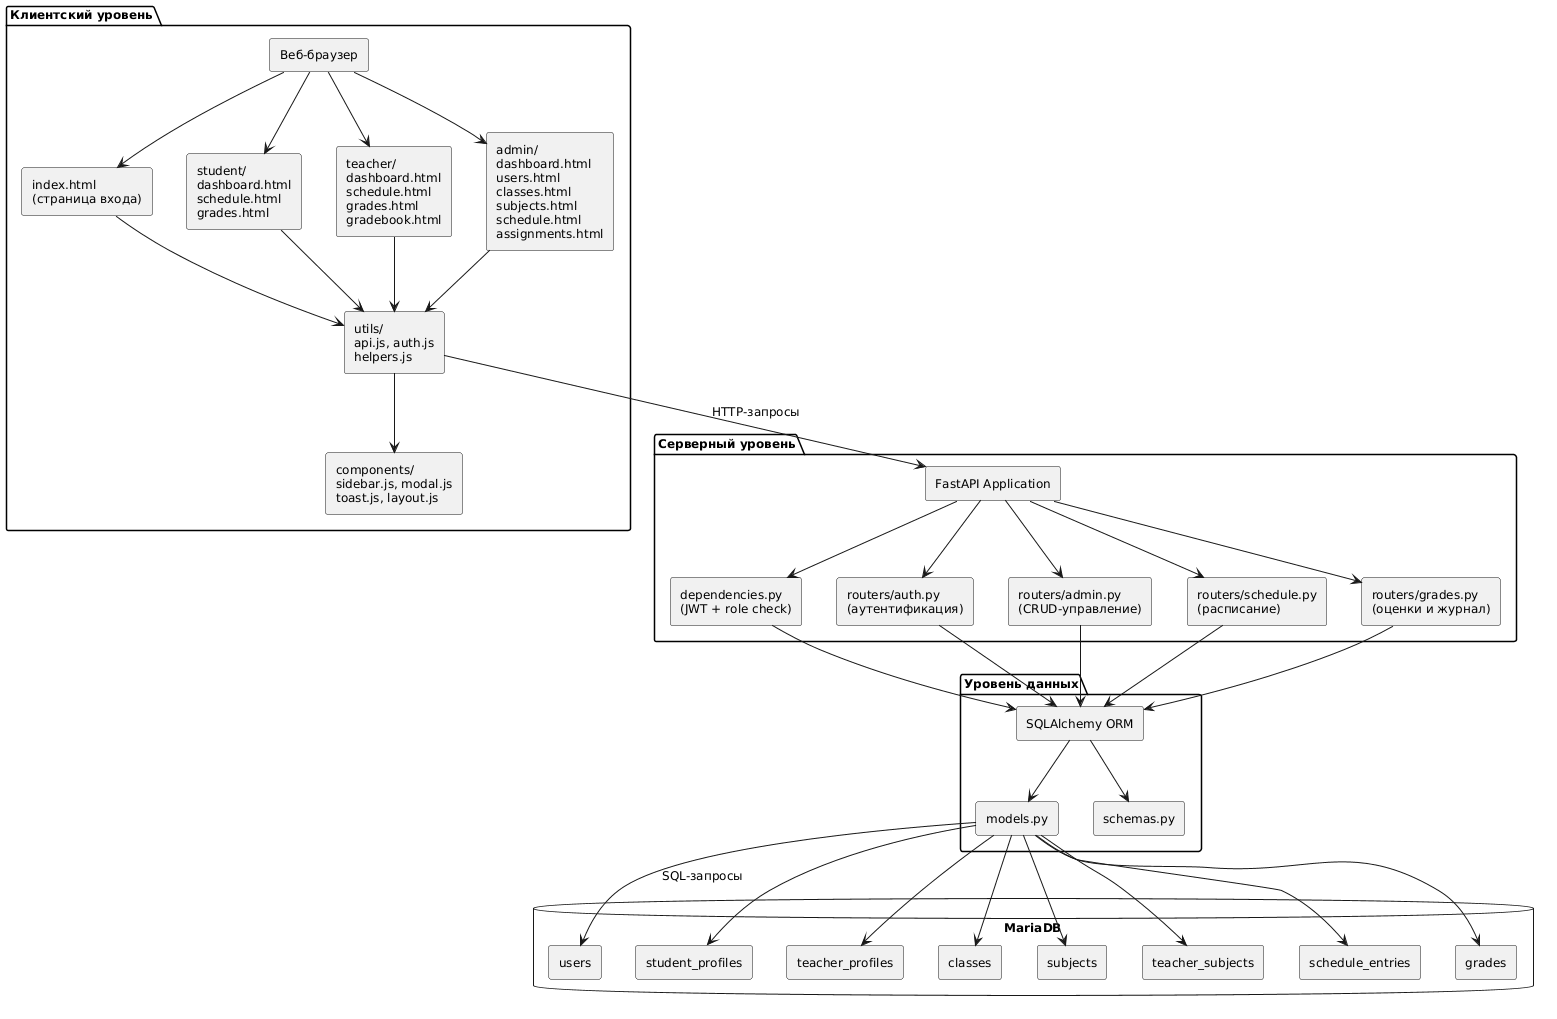 Клиентский уровень
Веб-браузер
index.html
(страница входа)
student/
dashboard.html
schedule.html
grades.html
teacher/
dashboard.html
schedule.html
grades.html
gradebook.html
admin/
dashboard.html
users.html
classes.html
subjects.html
schedule.html
assignments.html
utils/
api.js, auth.js
helpers.js
components/
sidebar.js, modal.js
toast.js, layout.js
HTTP-запросы
Серверный уровень
FastAPI Application
dependencies.py
(JWT + role check)
routers/auth.py
(аутентификация)
routers/admin.py
(CRUD-управление)
routers/schedule.py
(расписание)
routers/grades.py
(оценки и журнал)
Уровень данных
SQLAlchemy ORM
models.py
schemas.py
SQL-запросы
MariaDB
users
student_profiles
teacher_profiles
classes
subjects
teacher_subjects
schedule_entries
grades